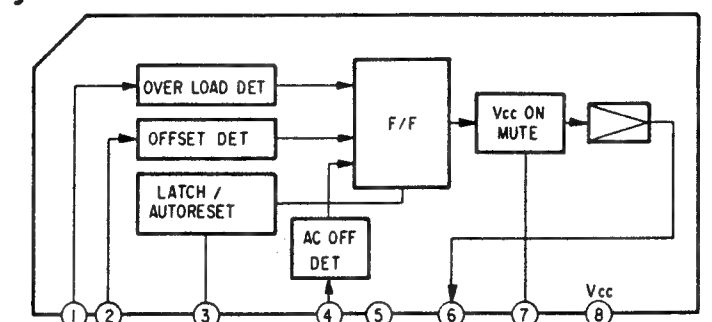 OVER LOAD DET
OFFSET DET
LATCH /
AUTORESET
AC OFF
DET
F/F
Vcc ON
MUTE
Vcc
1 2 3 4 5 6 7 8